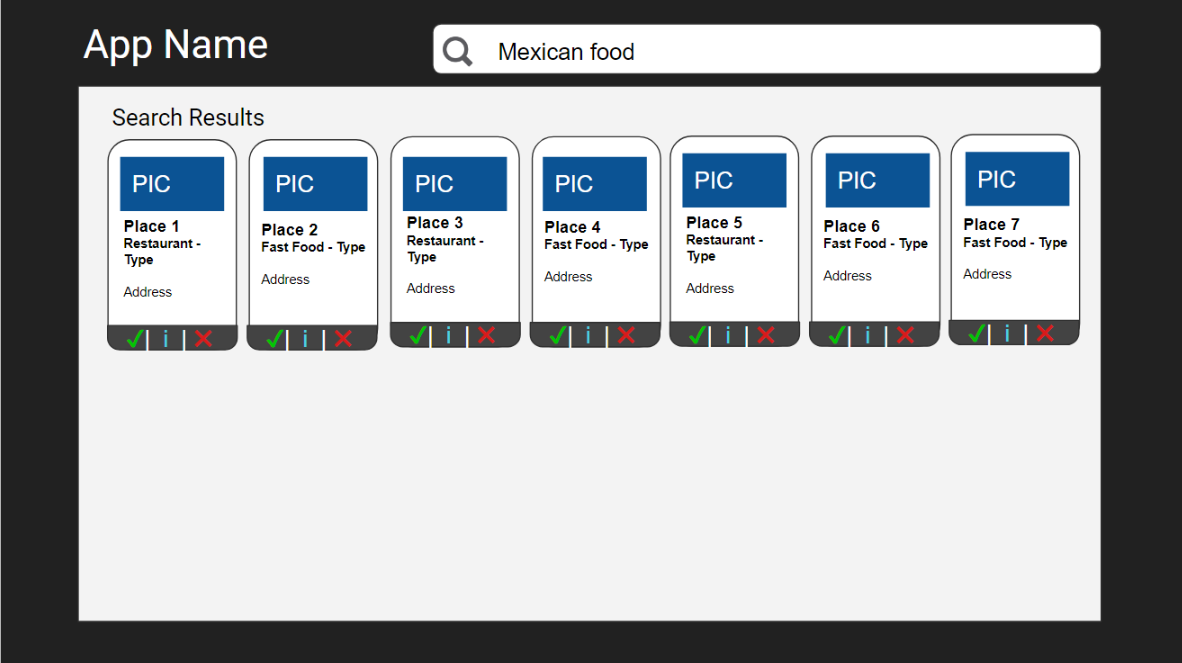 App Name
Mexican food
Search Results
PIC
Place 1
Restaurant -
Type
Address
i
PIC
Place 2
Fast Food - Type
Address
i
PIC
Place 3
Restaurant -
Type
Address
i
PIC
Place 4
Fast Food - Type
Address
i
PIC
Place 5
Restaurant -
Type
Address
i
PIC
Place 6
Fast Food - Type
Address
i
PIC
Place 7
Fast Food - Type
Address
i